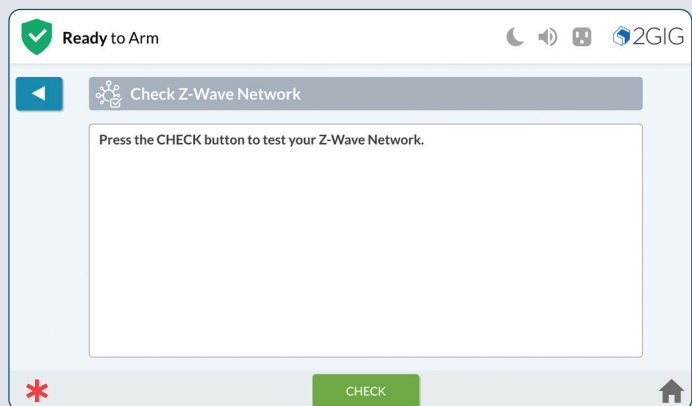 Ready to Arm
2GIG
Check Z-Wave Network
Press the CHECK button to test your Z-Wave Network.
CHECK